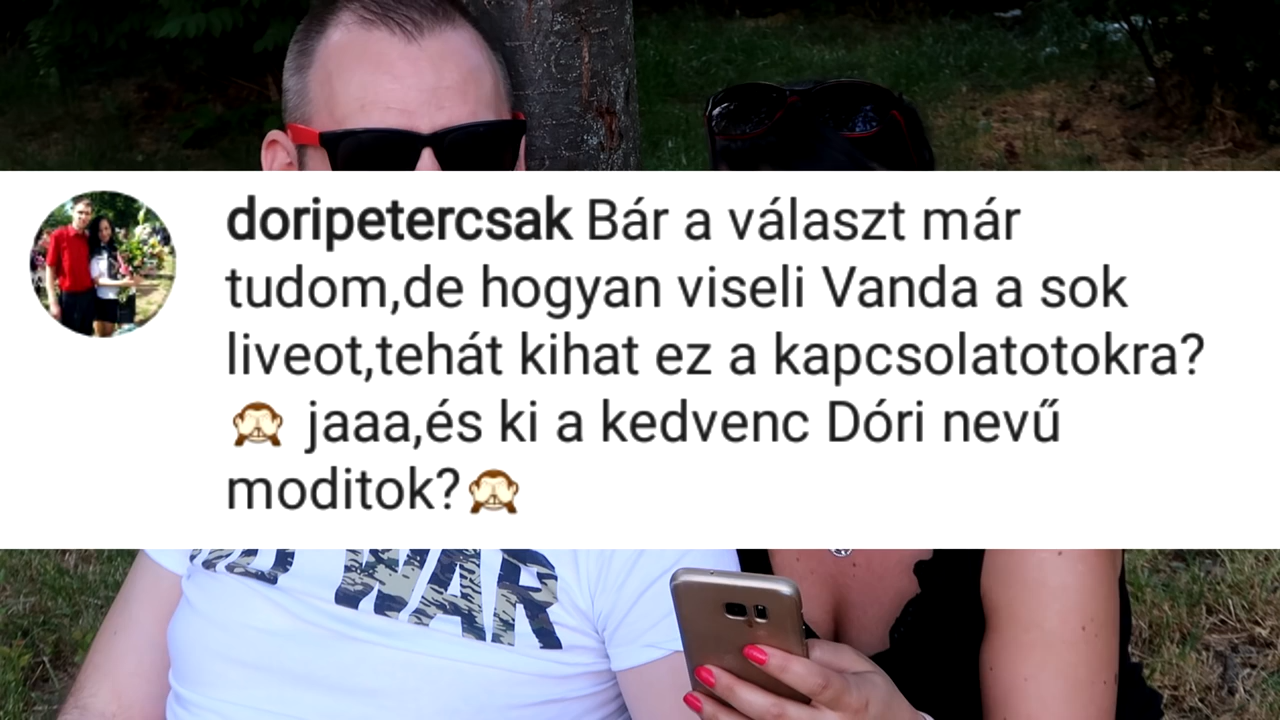 doripetercsak Bár a választ már
tudom,de hogyan viseli Vanda a sok
liveot,tehát kihat ez a kapcsolatotokra?
🙈 jaaa,és ki a kedvenc Dóri nevű
moditok?🙈
WAR